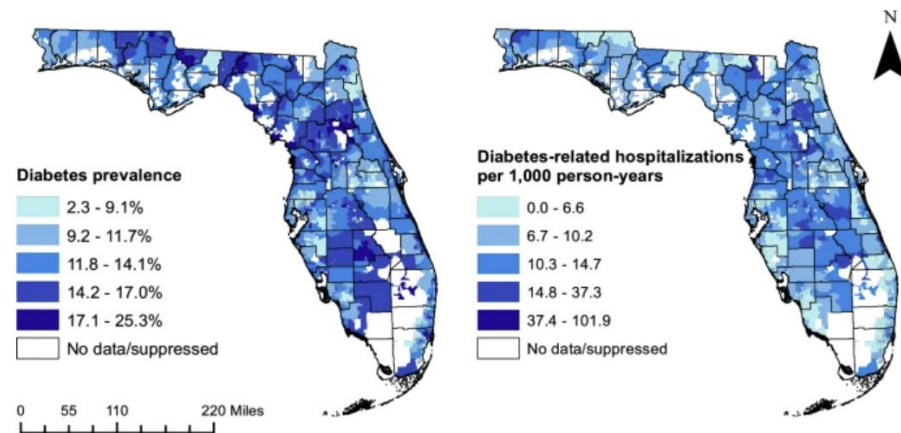 N
Diabetes prevalence
2.3 - 9.1%
9.2 - 11.7%
11.8 - 14.1%
14.2 - 17.0%
17.1 - 25.3%
No data/suppressed
0 55 110 220 Miles
Diabetes-related hospitalizations
per 1,000 person-years
0.0 - 6.6
6.7 - 10.2
10.3 - 14.7
14.8 - 37.3
37.4 - 101.9
No data/suppressed